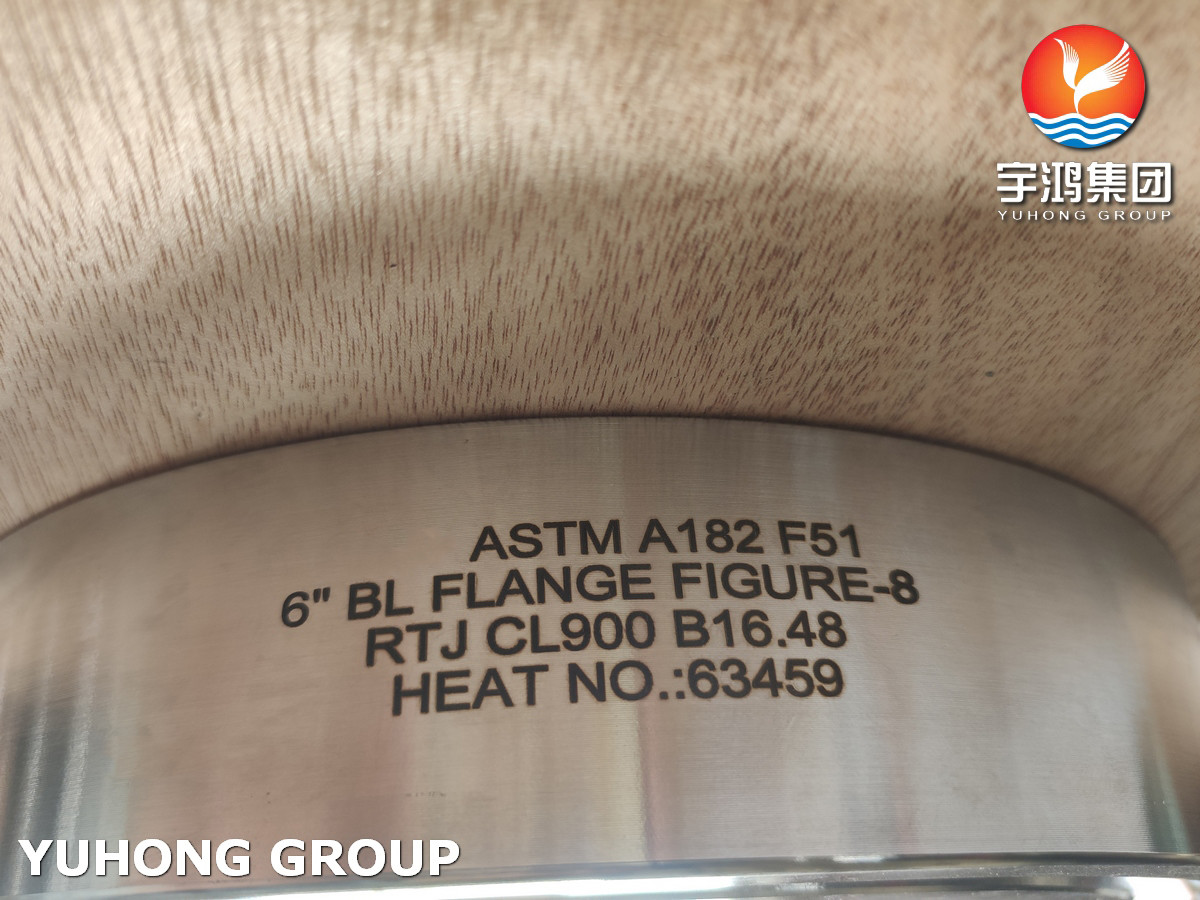 宇鸿集团
YUHONG GROUP
ASTM A182 F51
6" BL FLANGE FIGURE-8
RTJ CL900 B16.48
HEAT NO.:63459
YUHONG GROUP